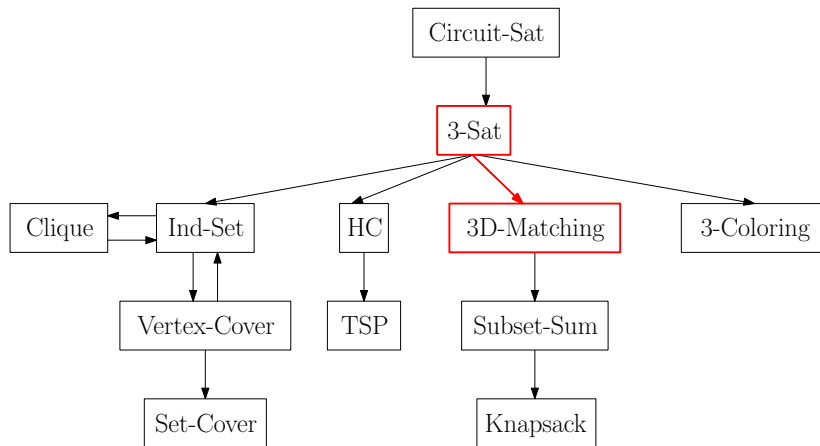 Circuit-Sat
3-Sat
Clique
Ind-Set
HC
3D-Matching
3-Coloring
Vertex-Cover
TSP
Subset-Sum
Set-Cover
Knapsack